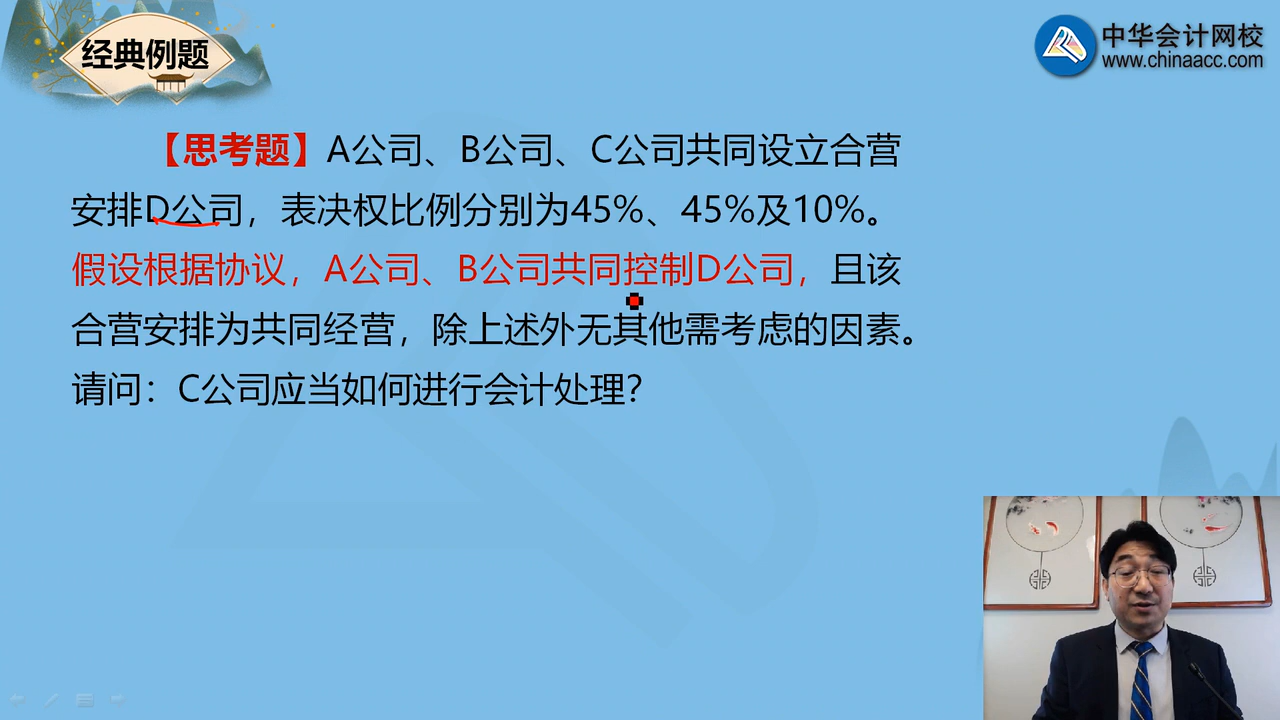 经典例题
中华会计网校
www.chinaacc.com
【思考题】A公司、B公司、C公司共同设立合营
安排D公司，表决权比例分别为45%、45%及10%。
假设根据协议，A公司、B公司共同控制D公司，且该
合营安排为共同经营，除上述外无其他需考虑的因素。
请问：C公司应当如何进行会计处理？